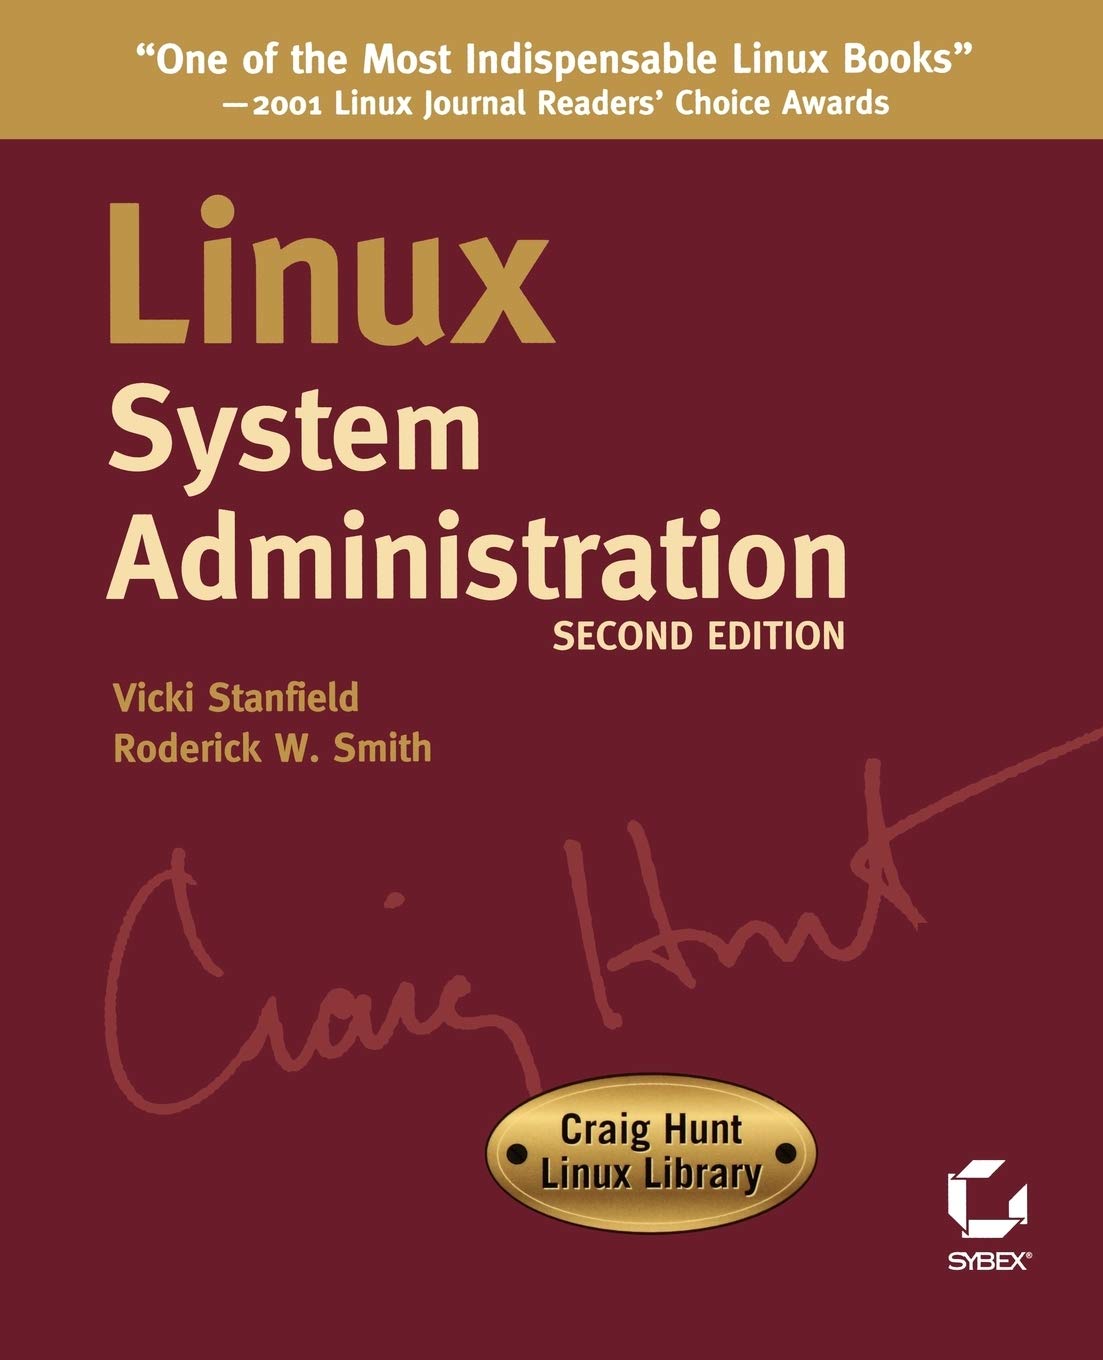 “One of the Most Indispensable Linux Books”
—2001 Linux Journal Readers’ Choice Awards
Linux
System
Administration
SECOND EDITION
Vicki Stanfield
Roderick W. Smith
Craig Hunt
Craig Hunt
Linux Library
SYBEX®